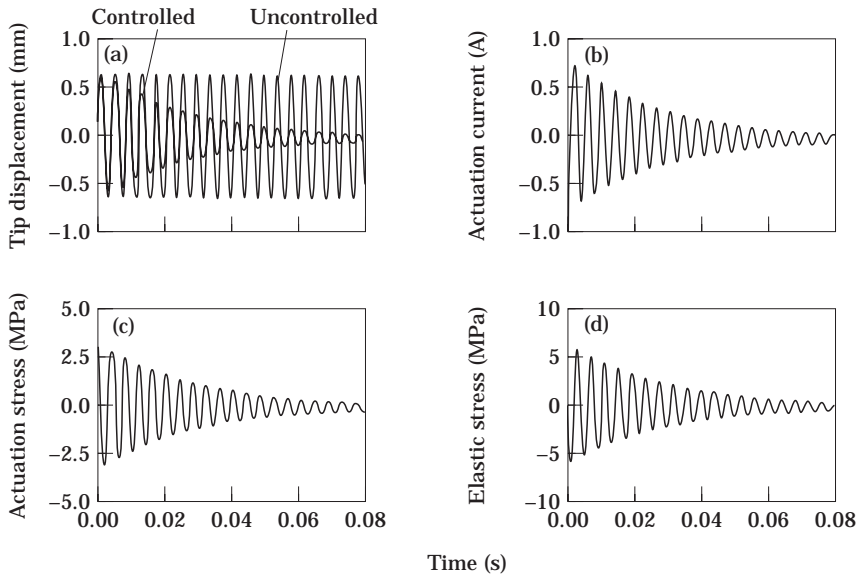 Controlled
Uncontrolled
Tip displacement (mm)
1.0
0.5
0.0
−0.5
−1.0
(a)
Actuation current (A)
1.0
0.5
0.0
−0.5
−1.0
(b)
Actuation stress (MPa)
5.0
2.5
0.0
−2.5
−5.0
(c)
0.00 0.02 0.04 0.06 0.08
Elastic stress (MPa)
10
5
0
−5
−10
(d)
0.00 0.02 0.04 0.06 0.08
Time (s)